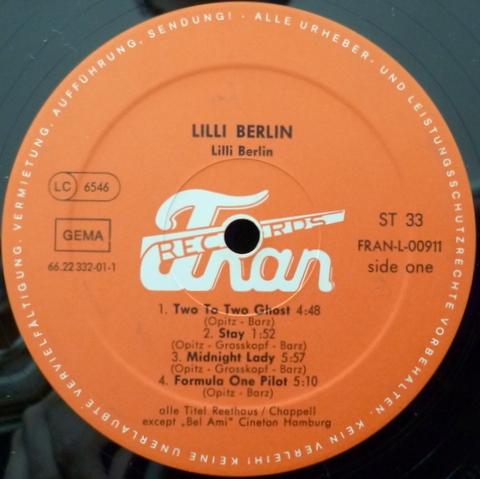 KEINE UNERLAUBTE VERVIELFÄLTIGUNG, VERMIETUNG, AUFFÜHRUNG, SENDUNG! · ALLE URHEBER- UND LEISTUNGSSCHUTZRECHTE VORBEHALTEN. KEIN VERLEIH!
LILLI BERLIN
Lilli Berlin
LC 6546
GEMA
66.22 332-01-1
ST 33
FRAN-L-00911
side one
Fran
RECORDS
1. Two To Two Ghost 4:48
(Opitz - Barz)
2. Stay 1:52
(Opitz - Grosskopf - Barz)
3. Midnight Lady 5:57
(Opitz - Grosskopf - Barz)
4. Formula One Pilot 5:10
(Opitz - Barz)
alle Titel Reethaus / Chappell
except „Bel Ami" Cineton Hamburg